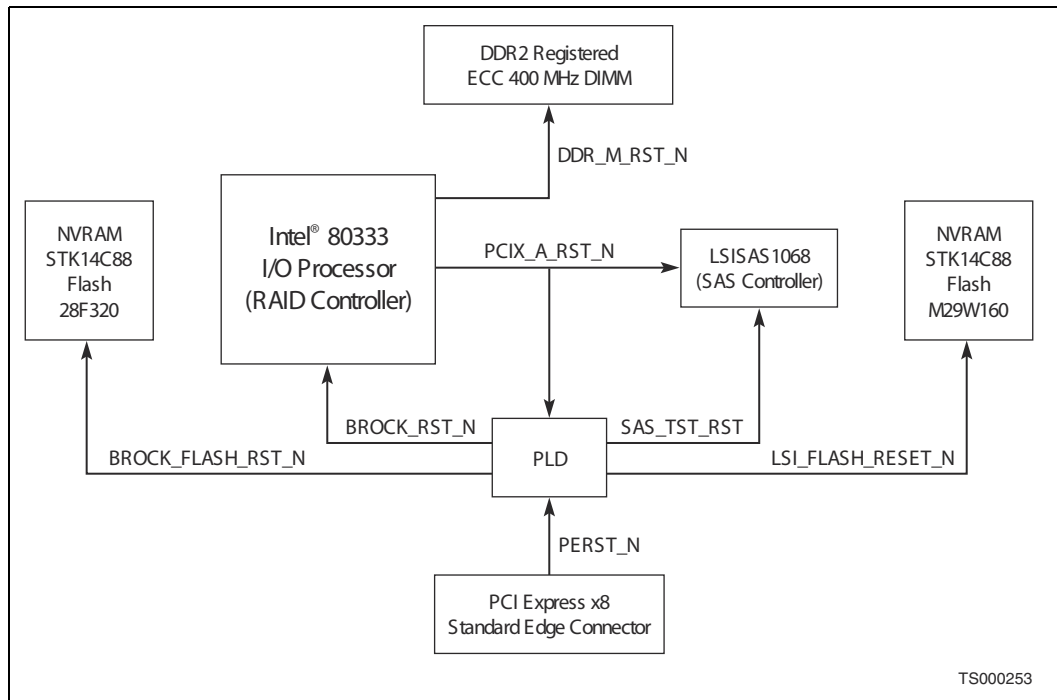 DDR2 Registered
ECC 400 MHz DIMM
DDR_M_RST_N
NVRAM
STK14C88
Flash
28F320
Intel® 80333
I/O Processor
(RAID Controller)
PCIX_A_RST_N
LSISAS1068
(SAS Controller)
NVRAM
STK14C88
Flash
M29W160
BROCK_RST_N
SAS_TST_RST
BROCK_FLASH_RST_N
PLD
LSI_FLASH_RESET_N
PERST_N
PCI Express x8
Standard Edge Connector
TS000253